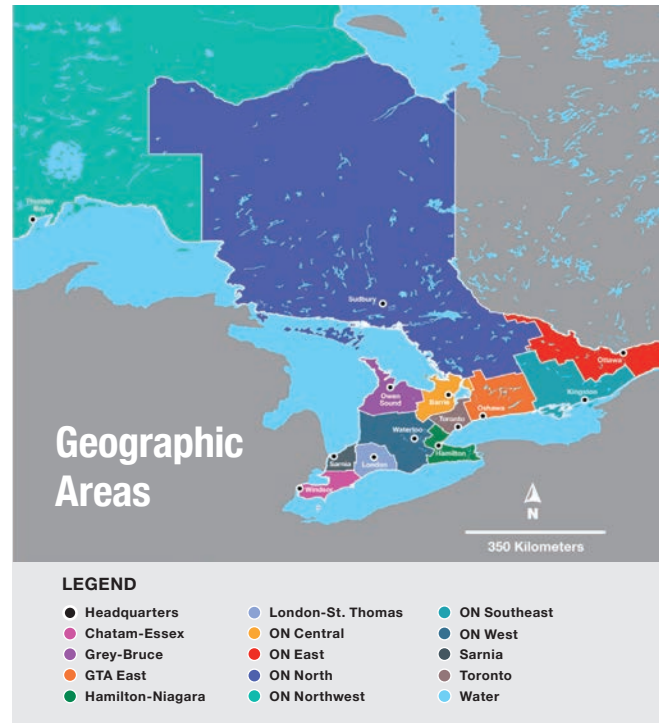 Thunder
Bay
Sudbury
Ottawa
Owen
Sound
Barrie
Kingston
Oshawa
Toronto
Waterloo
Hamilton
Sarnia
London
Windsor
Geographic
Areas
N
350 Kilometers
LEGEND
Headquarters
Chatam-Essex
Grey-Bruce
GTA East
Hamilton-Niagara
London-St. Thomas
ON Central
ON East
ON North
ON Northwest
ON Southeast
ON West
Sarnia
Toronto
Water